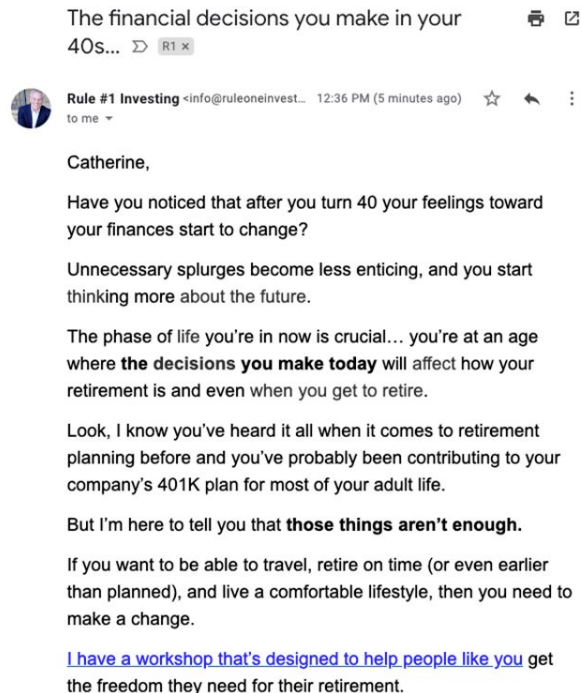 The financial decisions you make in your
40s... R1 ×
Rule #1 Investing <info@ruleoneinvest... 12:36 PM (5 minutes ago)
to me
Catherine,
Have you noticed that after you turn 40 your feelings toward
your finances start to change?
Unnecessary splurges become less enticing, and you start
thinking more about the future.
The phase of life you’re in now is crucial… you’re at an age
where the decisions you make today will affect how your
retirement is and even when you get to retire.
Look, I know you’ve heard it all when it comes to retirement
planning before and you’ve probably been contributing to your
company’s 401K plan for most of your adult life.
But I’m here to tell you that those things aren’t enough.
If you want to be able to travel, retire on time (or even earlier
than planned), and live a comfortable lifestyle, then you need to
make a change.
I have a workshop that’s designed to help people like you get
the freedom they need for their retirement.